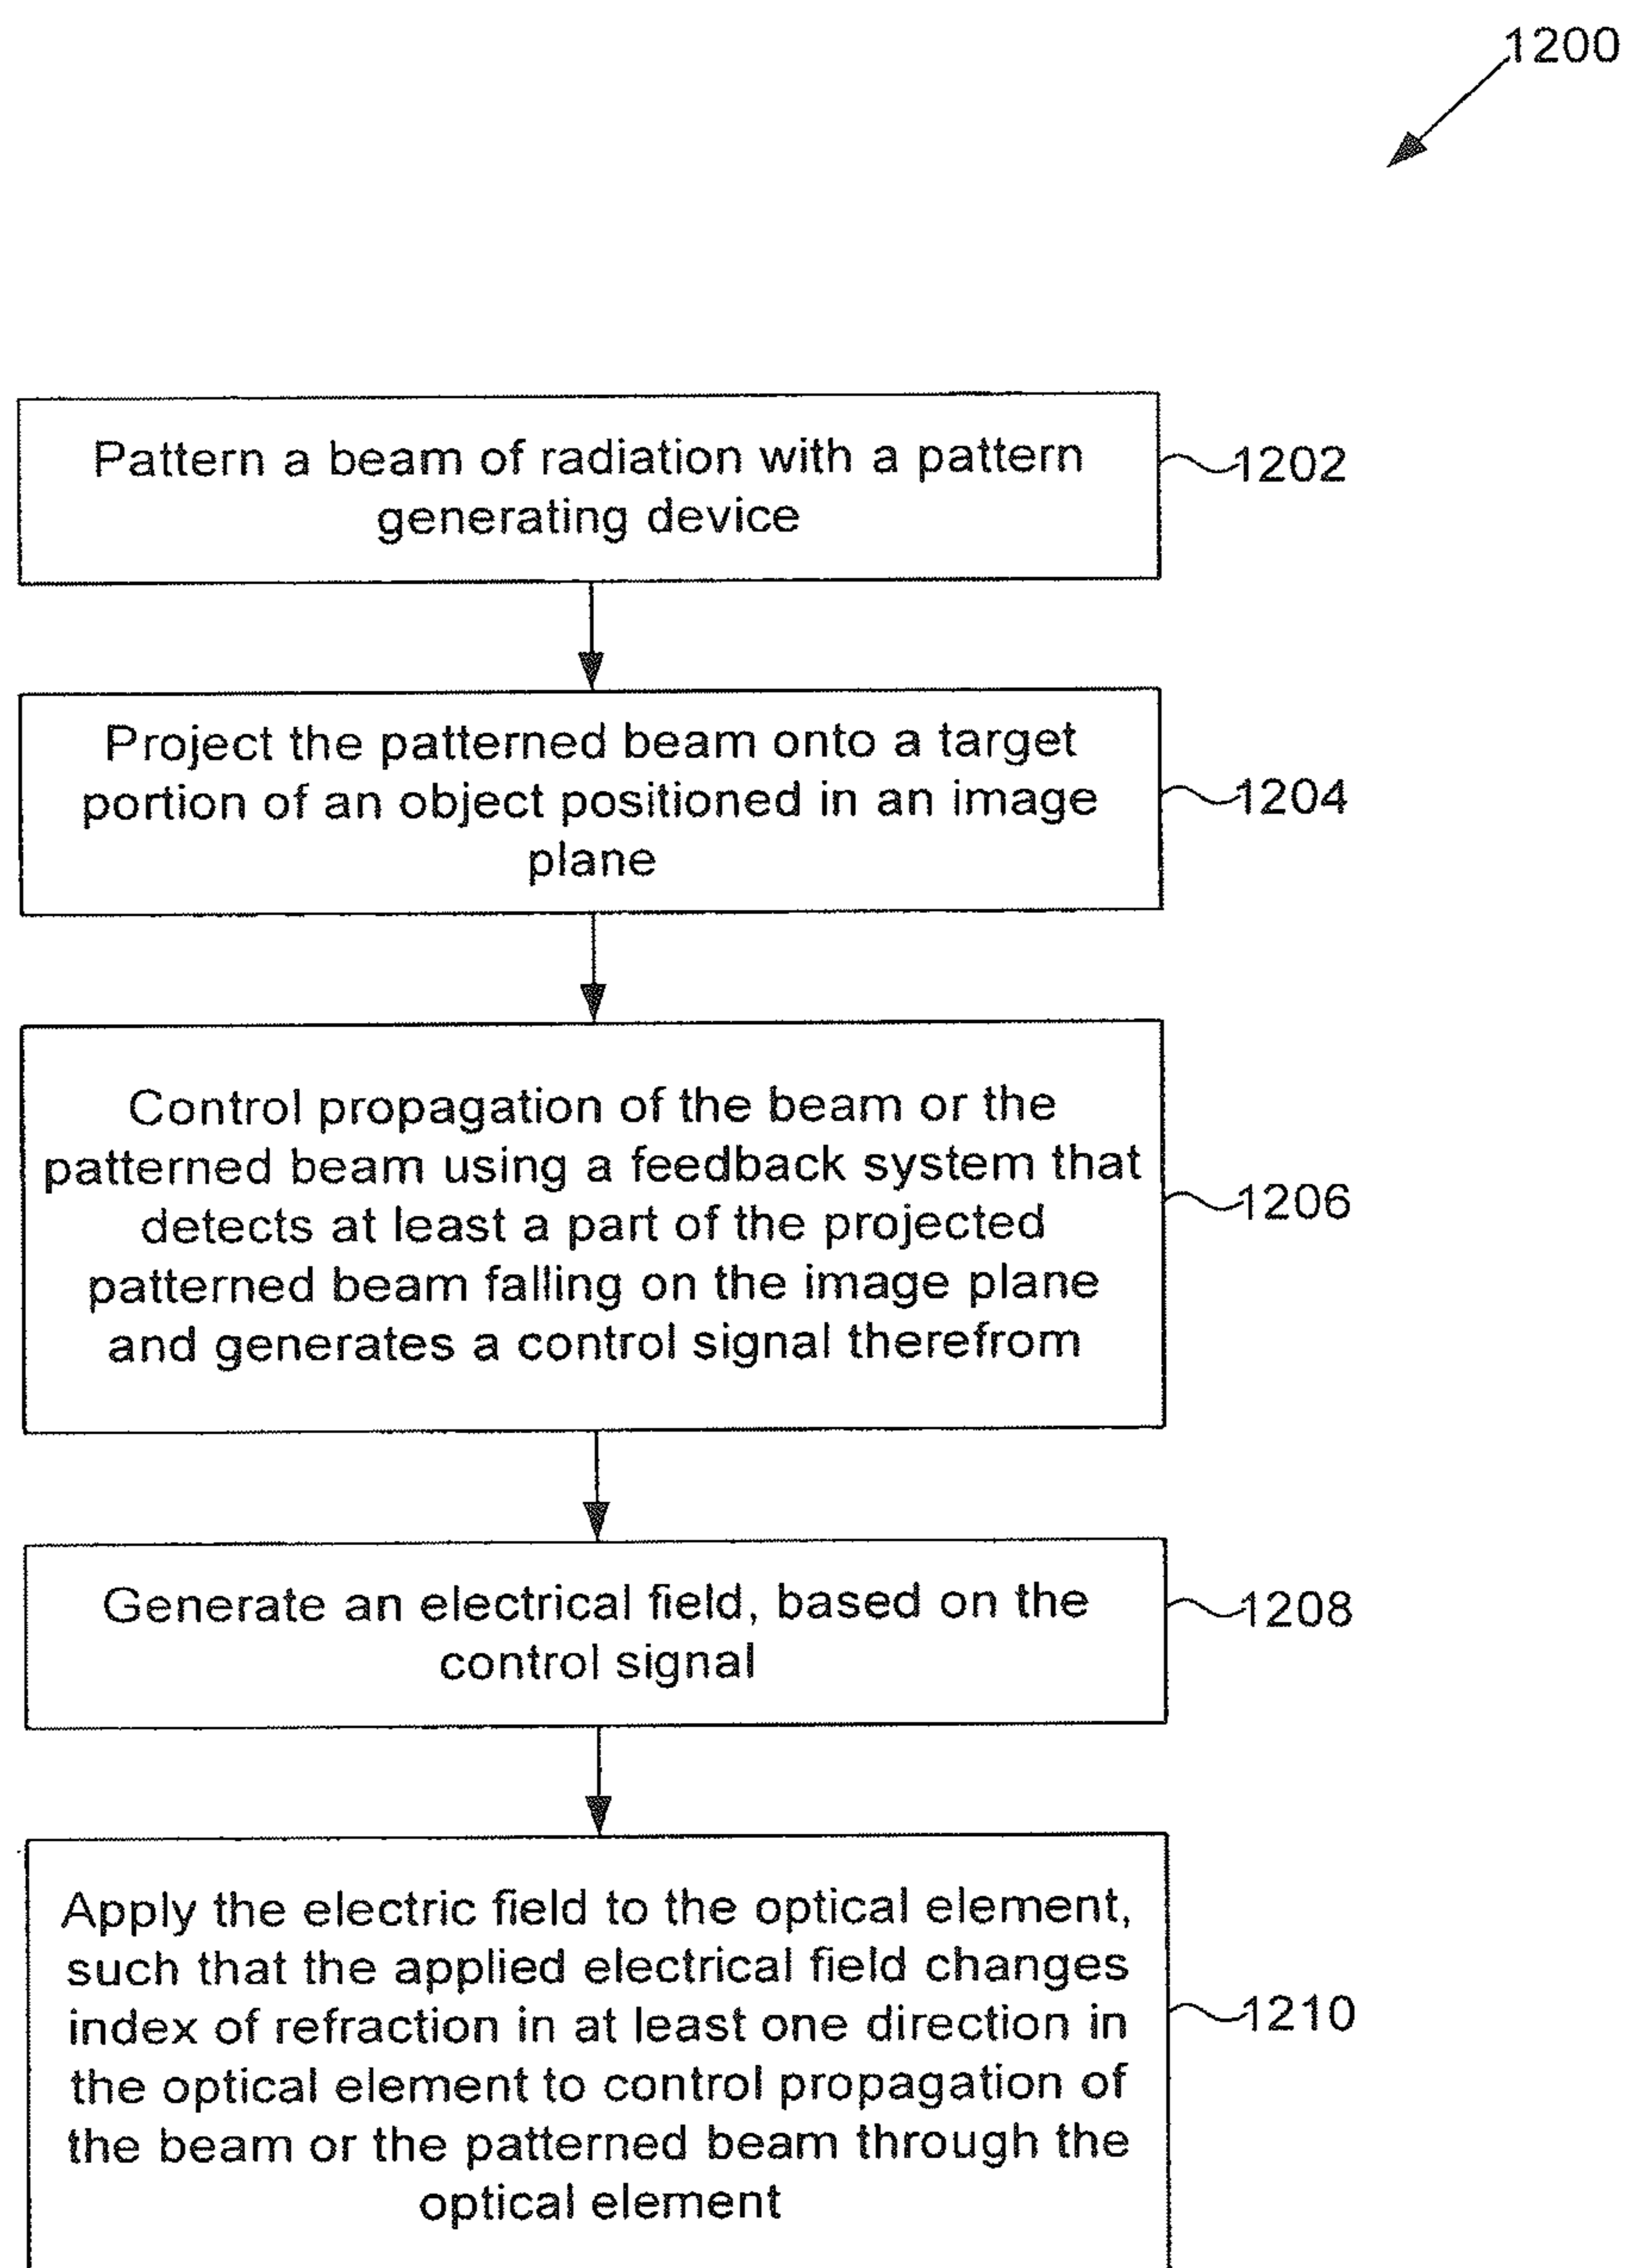 1200
Pattern a beam of radiation with a pattern
generating device
1202
Project the patterned beam onto a target
portion of an object positioned in an image
plane
1204
Control propagation of the beam or the
patterned beam using a feedback system that
detects at least a part of the projected
patterned beam falling on the image plane
and generates a control signal therefrom
1206
Generate an electrical field, based on the
control signal
1208
Apply the electric field to the optical element,
such that the applied electrical field changes
index of refraction in at least one direction in
the optical element to control propagation of
the beam or the patterned beam through the
optical element
1210